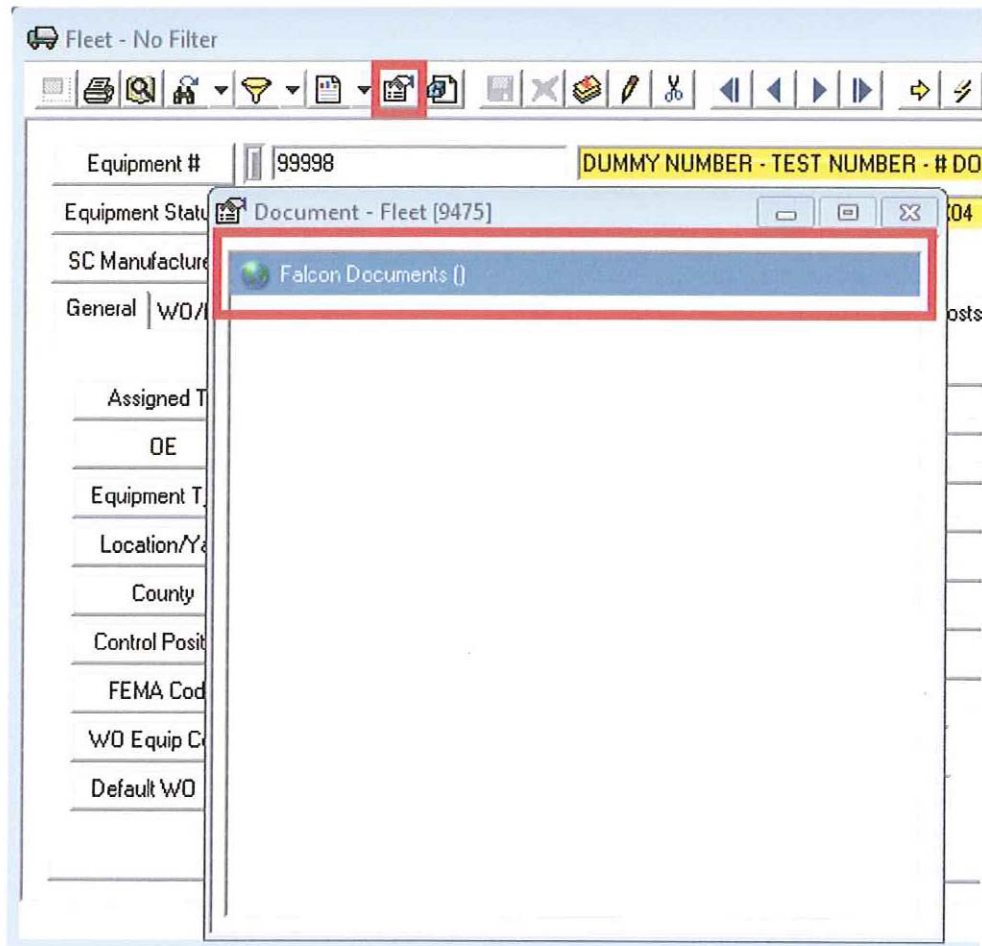 Fleet - No Filter
Equipment # 99998 DUMMY NUMBER - TEST NUMBER - # DO
Equipment Statu Document - Fleet [9475] 04
SC Manufacture Falcon Documents ()
General WO/ osts
Assigned T
OE
Equipment T
Location/Ya
County
Control Posit
FEMA Cod
WO Equip C
Default WO